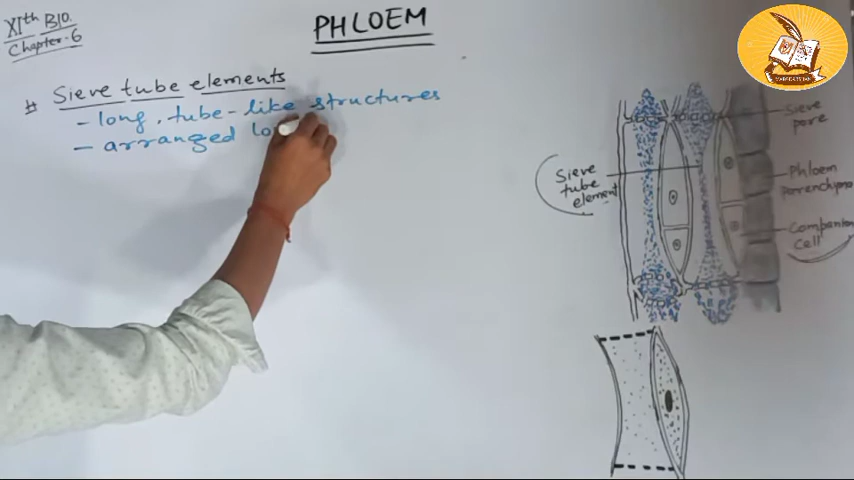 XIth BIO.
Chapter-6
PHLOEM
# Sieve tube elements
- long, tube-like structures
- arranged lo
Sieve
pore
Sieve
tube
element
Phloem
Parenchyma
Companion
Cell